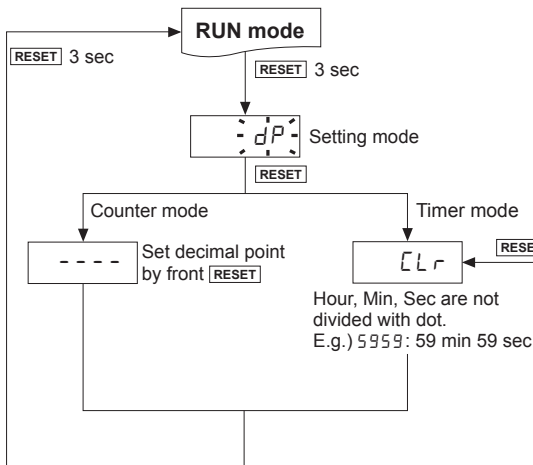 RUN mode
RESET 3 sec
RESET 3 sec
dP
Setting mode
RESET
Counter mode
Timer mode
----
Set decimal point
by front RESET
CLr
RESE
Hour, Min, Sec are not
divided with dot.
E.g.) 5959: 59 min 59 sec